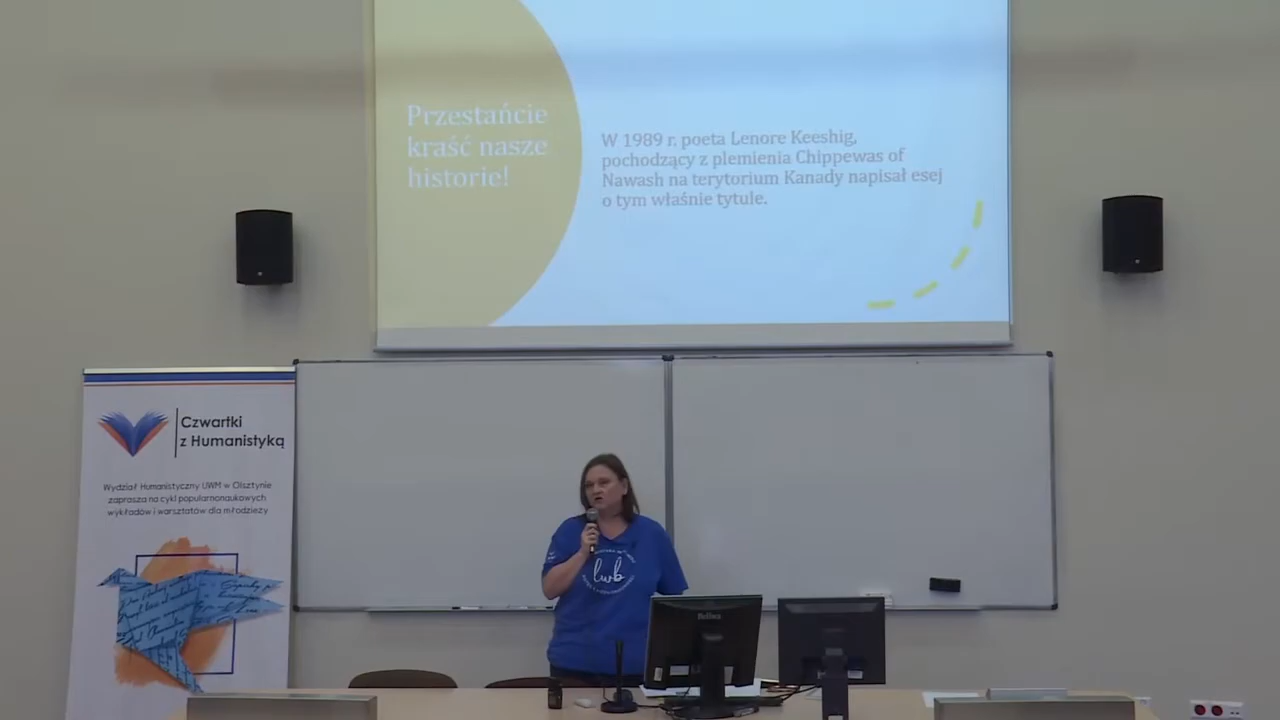 Przestańcie
kraść nasze
historie!
W 1989 r. poeta Lenore Keeshig,
pochodzący z plemienia Chippewas of
Nawash na terytorium Kanady napisał esej
o tym właśnie tytule.
Czwartki
z Humanistyką
Wydział Humanistyczny UWM w Olsztynie
zaprasza na cykl popularnonaukowych
wykładów i warsztatów dla młodzieży
lwb